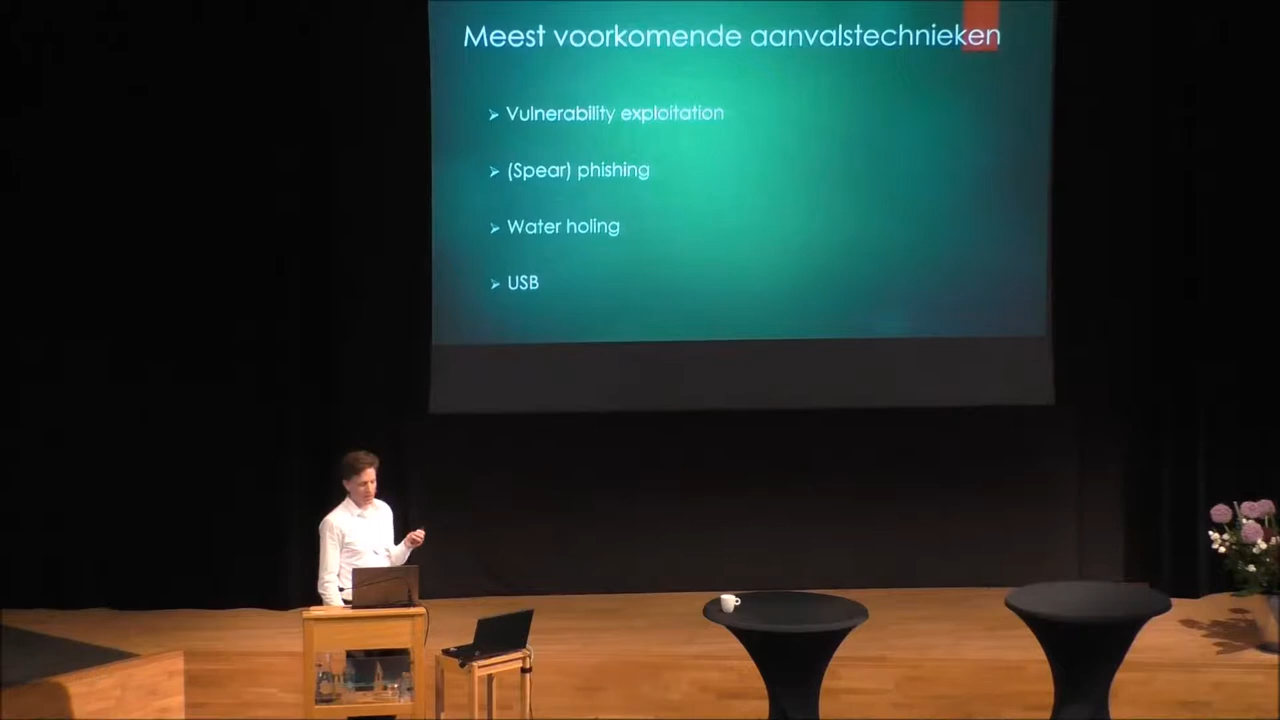 Meest voorkomende aanvalstechnieken
Vulnerability exploitation
(Spear) phishing
Water holing
USB